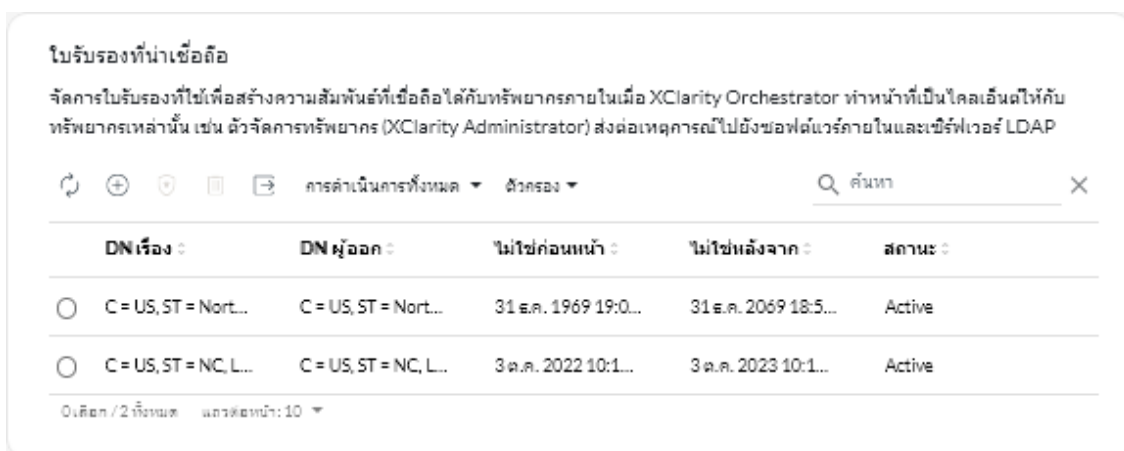 ใบรับรองที่น่าเชื่อถือ
จัดการใบรับรองที่ใช้เพื่อสร้างความสัมพันธ์ที่เชื่อถือได้กับทรัพยากรภายในเมื่อ XClarity Orchestrator ทำหน้าที่เป็นไคลเอ็นต์ให้กับ
ทรัพยากรเหล่านั้น เช่น ตัวจัดการทรัพยากร (XClarity Administrator) ส่งต่อเหตุการณ์ไปยังซอฟต์แวร์ภายในและเซิร์ฟเวอร์ LDAP
การดำเนินการทั้งหมด ตัวกรอง ค้นหา
DN เรื่อง DN ผู้ออก ไม่ใช่ก่อนหน้า ไม่ใช่หลังจาก สถานะ
C = US, ST = Nort... C = US, ST = Nort... 31 ธ.ค. 1969 19:0... 31 ธ.ค. 2069 18:5... Active
C = US, ST = NC, L... C = US, ST = NC, L... 3 ต.ค. 2022 10:1... 3 ต.ค. 2023 10:1... Active
0 เลือก / 2 ทั้งหมด แถวต่อหน้า: 10